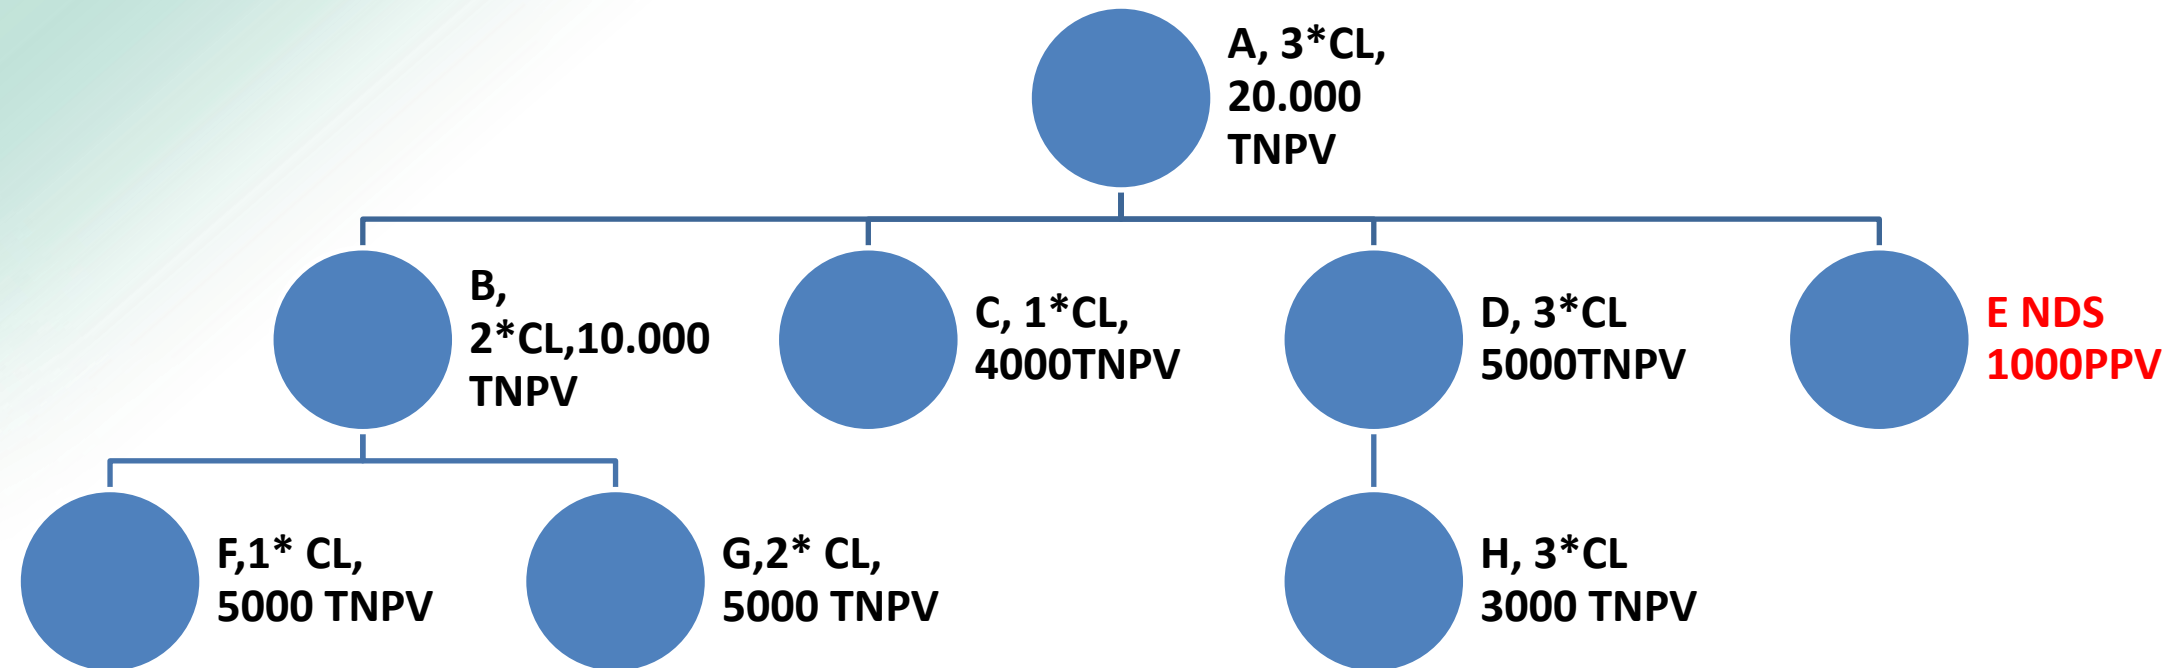 A, 3*CL,
20.000
TNPV
B,
2*CL,10.000
TNPV
C, 1*CL,
4000TNPV
D, 3*CL
5000TNPV
E NDS
1000PPV
F,1* CL,
5000 TNPV
G,2* CL,
5000 TNPV
H, 3*CL
3000 TNPV